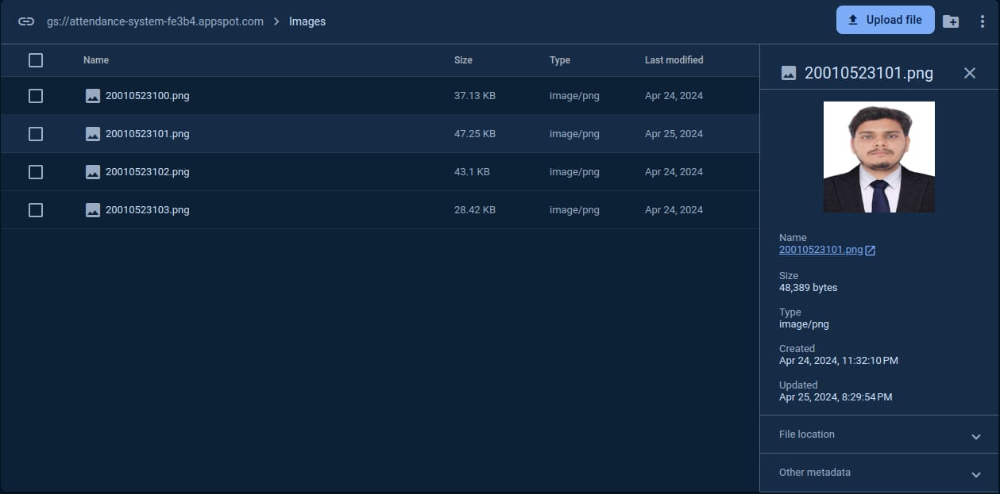 gs://attendance-system-fe3b4.appspot.com > Images
Upload file
Name Size Type Last modified
20010523100.png 37.13 KB image/png Apr 24, 2024
20010523101.png 47.25 KB image/png Apr 25, 2024
20010523102.png 43.1 KB image/png Apr 24, 2024
20010523103.png 28.42 KB image/png Apr 24, 2024
20010523101.png
Name
20010523101.png
Size
48,389 bytes
Type
image/png
Created
Apr 24, 2024, 11:32:10 PM
Updated
Apr 25, 2024, 8:29:54 PM
File location
Other metadata